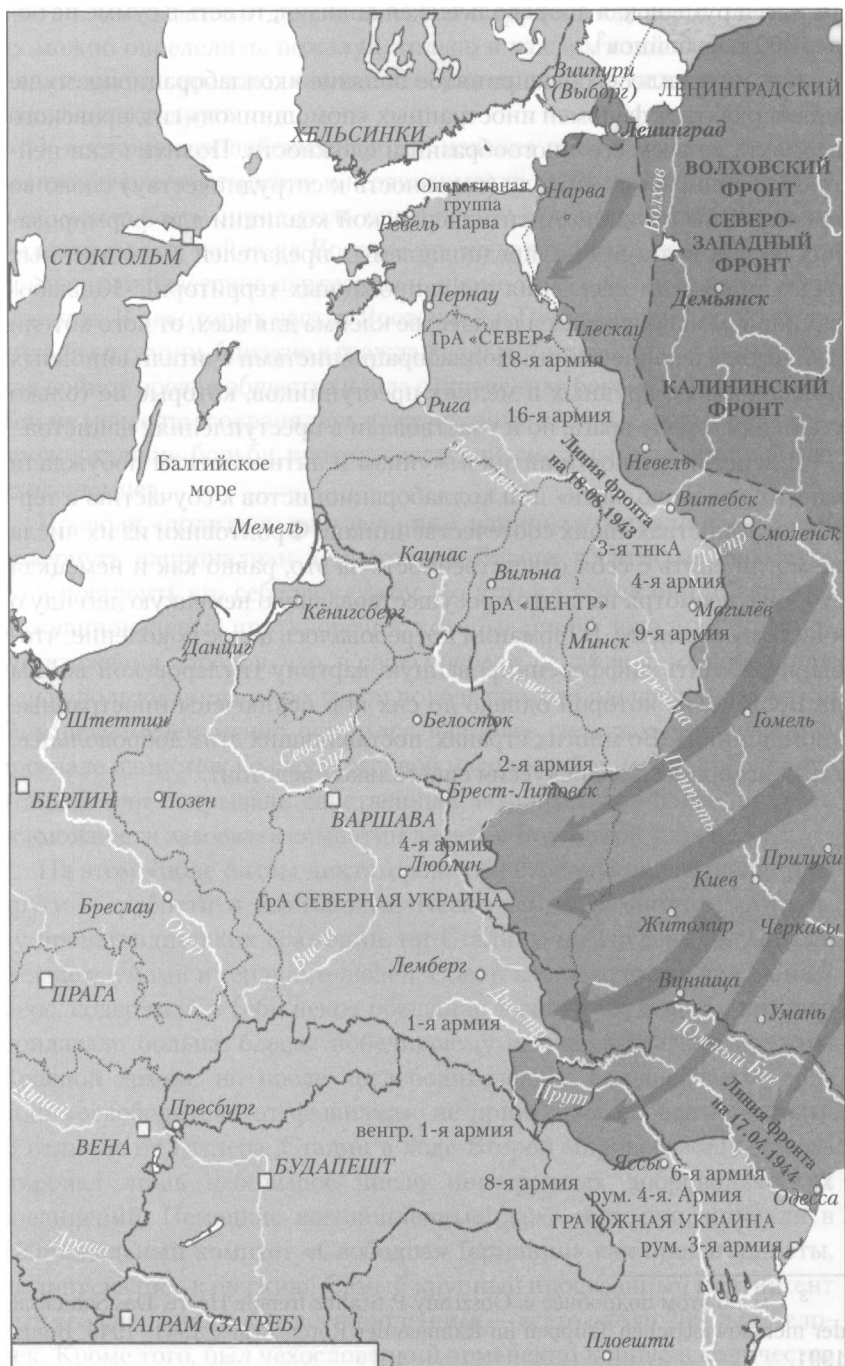 Виипури
(Выборг)
ЛЕНИНГРАДСКИЙ
Ленинград
ХЕЛЬСИНКИ
ВОЛХОВСКИЙ
ФРОНТ
Оперативная
группа
Нарва
Нарва
Волхов
Ревель
СЕВЕРО-
ЗАПАДНЫЙ
ФРОНТ
СТОКГОЛЬМ
Демьянск
Пернау
Плескау
ГрА «СЕВЕР»
18-я армия
КАЛИНИНСКИЙ
ФРОНТ
Рига
16-я армия
Невель
Балтийское
море
Линия фронта
на 18.08.1943
Витебск
Смоленск
Мемель
3-я тнкА
Днепр
Каунас
Вильна
4-я армия
ГрА «ЦЕНТР»
Могилёв
Кёнигсберг
Минск
9-я армия
Данциг
Березина
Штеттин
Белосток
Гомель
Северный
Буг
2-я армия
Припять
БЕРЛИН
Позен
ВАРШАВА
Брест-Литовск
4-я армия
Люблин
Прилуки
Киев
Бреслау
ГрА СЕВЕРНАЯ УКРАИНА
Житомир
Черкасы
Висла
Лемберг
ПРАГА
Винница
Умань
1-я армия
Днестр
Южный Буг
Прут
Линия фронта
на 17.04.1944
Дунай
Пресбург
ВЕНА
венгр. 1-я армия
БУДАПЕШТ
Яссы
6-я армия
8-я армия
Одесса
рум. 4-я. Армия
ГРА ЮЖНАЯ УКРАИНА
рум. 3-я армия
Драва
АГРАМ (ЗАГРЕБ)
Плоешти